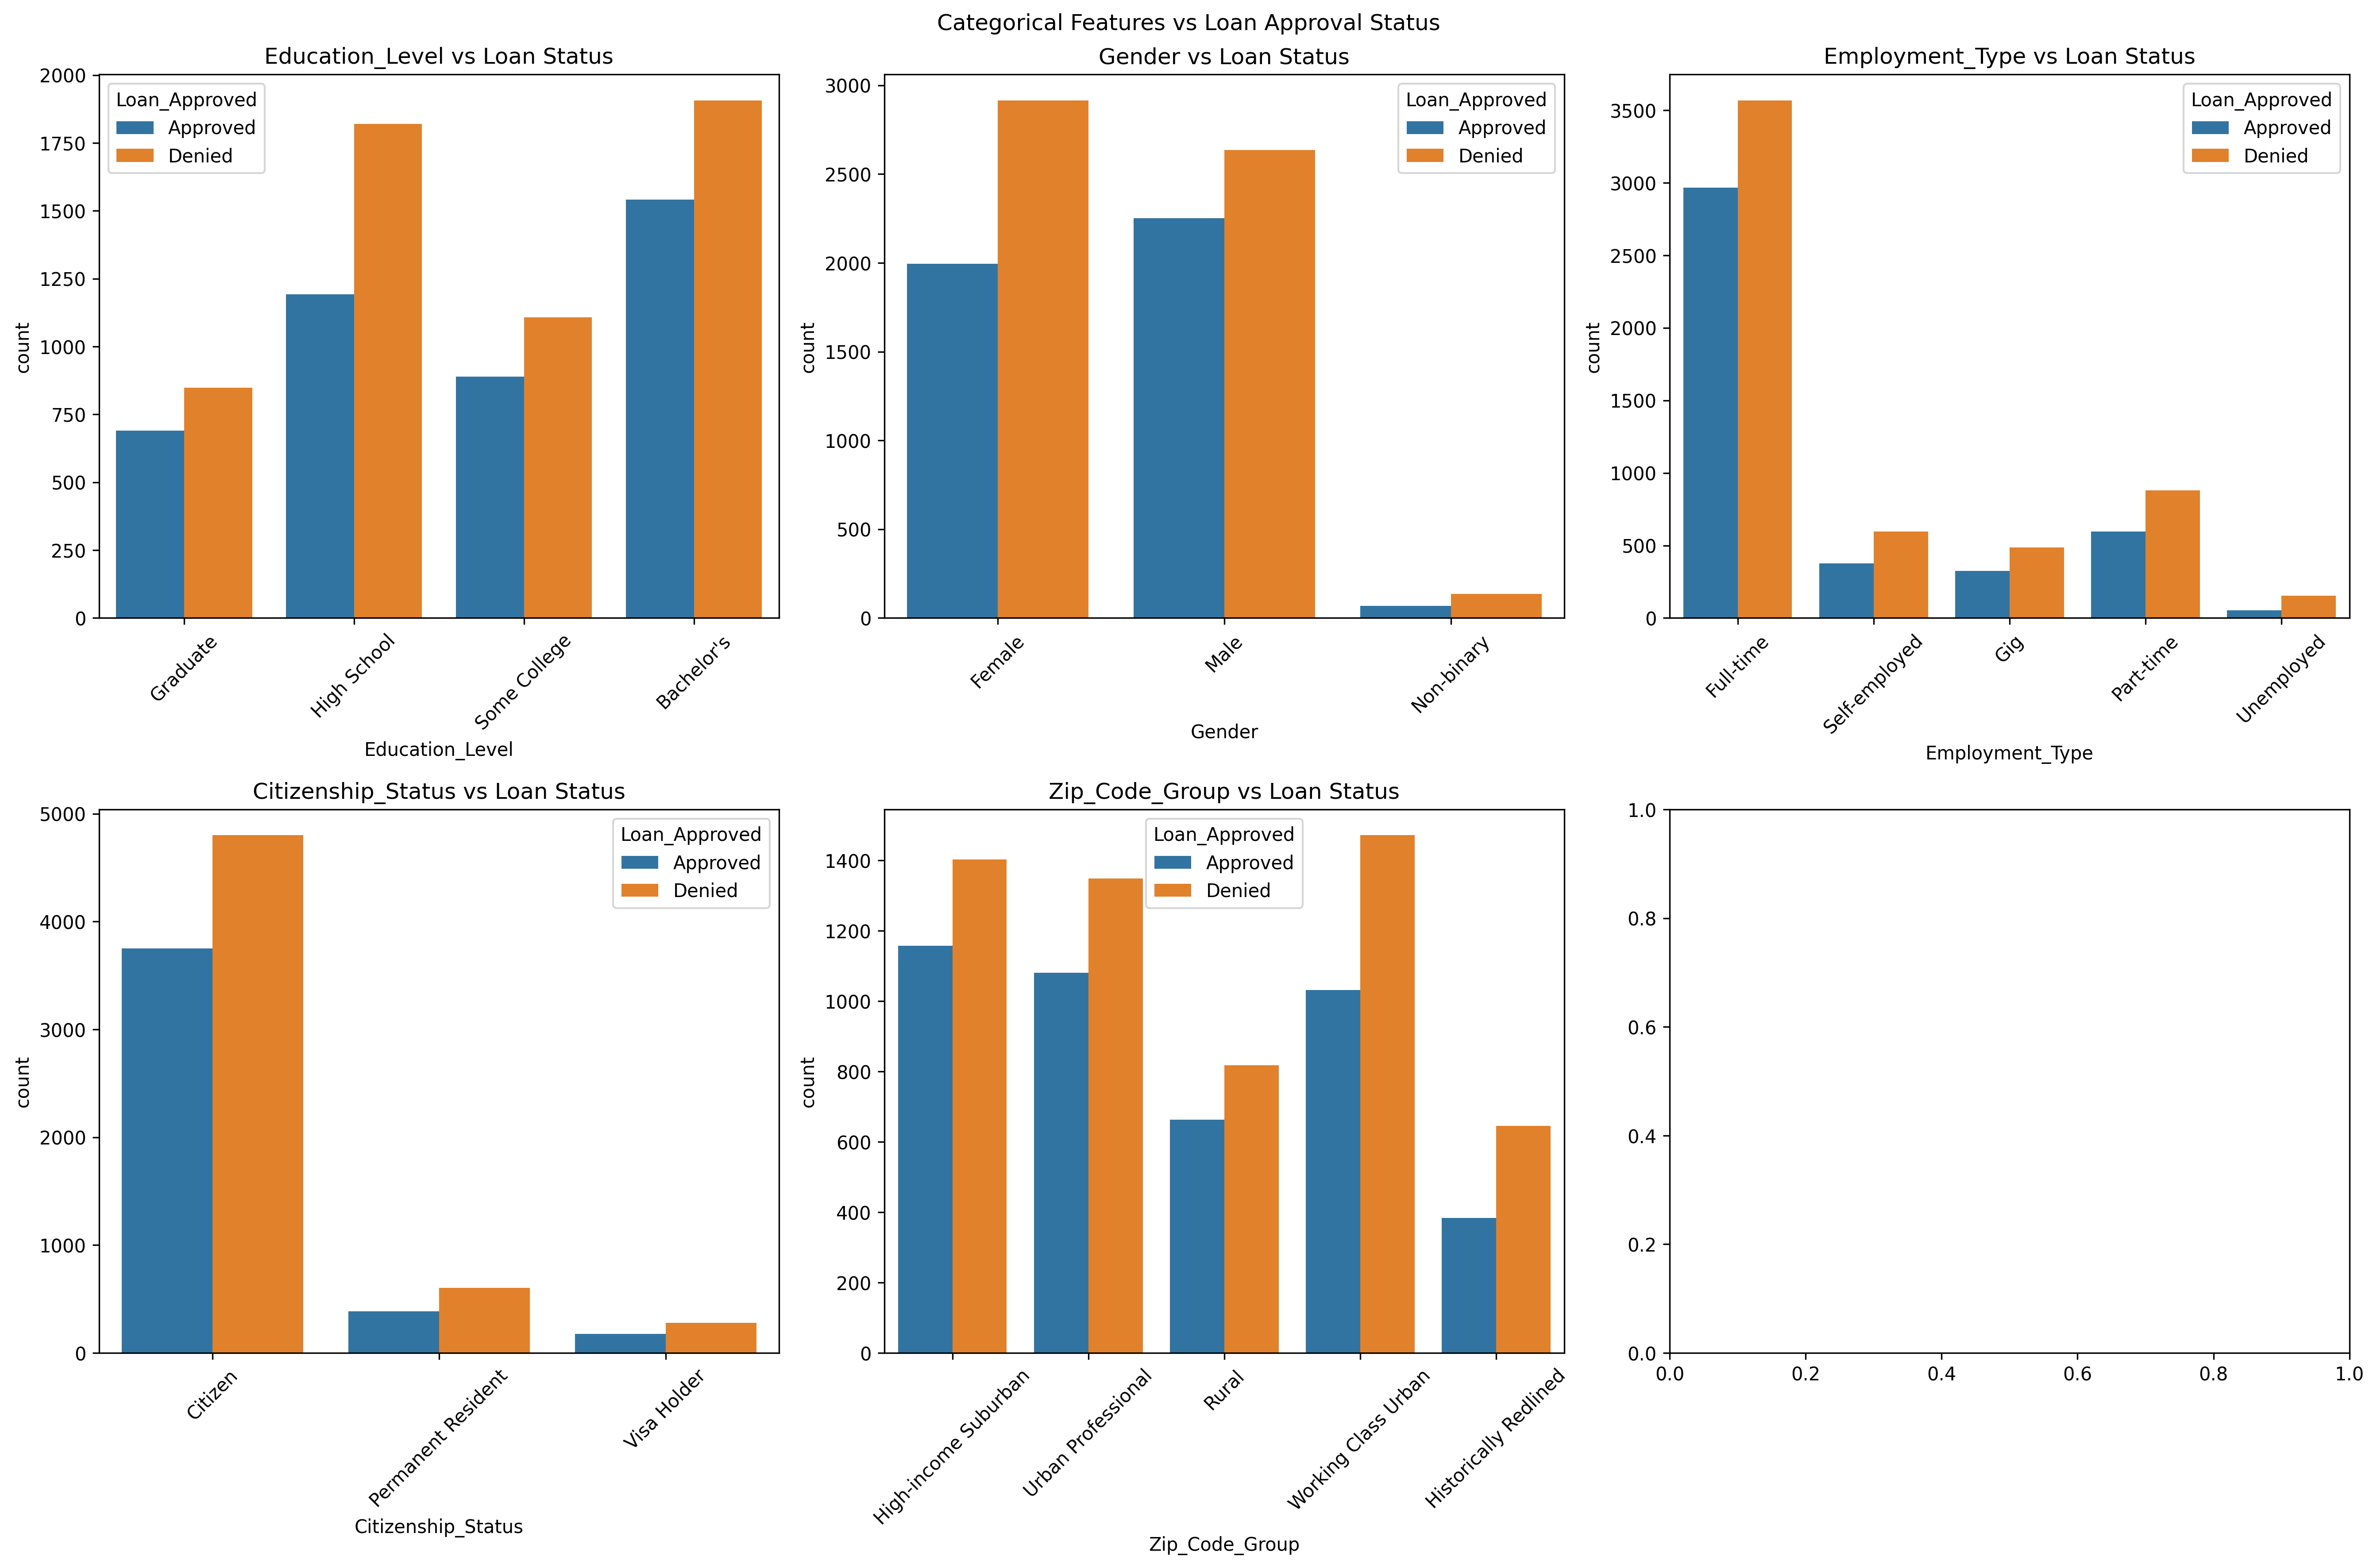 Categorical Features vs Loan Approval Status
Education_Level vs Loan Status
2000
1750
1500
1250
1000
750
500
250
0
count
Loan_Approved
Approved
Denied
Graduate
High School
Some College
Bachelor's
Education_Level
Gender vs Loan Status
3000
2500
2000
1500
1000
500
0
count
Loan_Approved
Approved
Denied
Female
Male
Non-binary
Gender
Employment_Type vs Loan Status
3500
3000
2500
2000
1500
1000
500
0
count
Loan_Approved
Approved
Denied
Full-time
Self-employed
Gig
Part-time
Unemployed
Employment_Type
Citizenship_Status vs Loan Status
5000
4000
3000
2000
1000
0
count
Loan_Approved
Approved
Denied
Citizen
Permanent Resident
Visa Holder
Citizenship_Status
Zip_Code_Group vs Loan Status
1400
1200
1000
800
600
400
200
0
count
Loan_Approved
Approved
Denied
High-income Suburban
Urban Professional
Rural
Working Class Urban
Historically Redlined
Zip_Code_Group
1.0
0.8
0.6
0.4
0.2
0.0
0.0 0.2 0.4 0.6 0.8 1.0